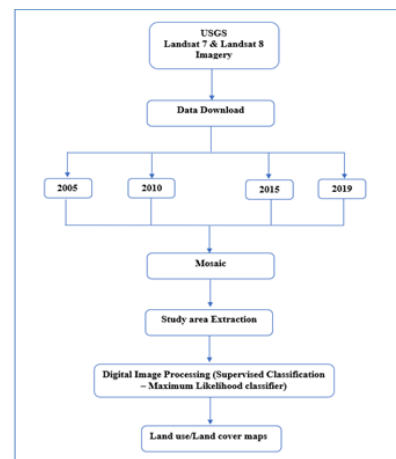 USGS
Landsat 7 & Landsat 8
Imagery
Data Download
2005 2010 2015 2019
Mosaic
Study area Extraction
Digital Image Processing (Supervised Classification
– Maximum Likelihood classifier)
Land use/Land cover maps